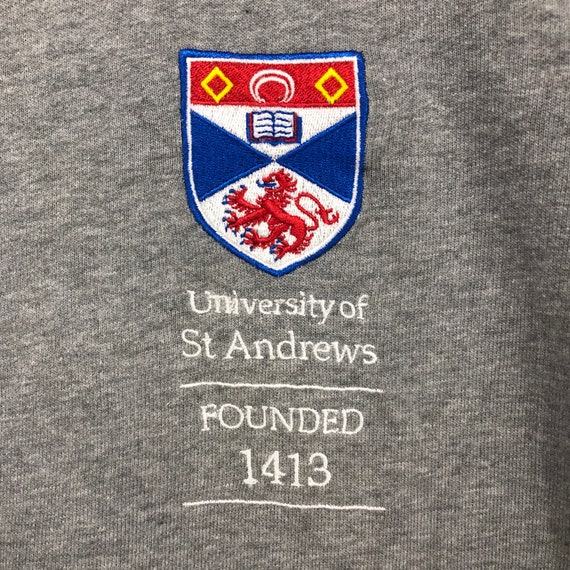 University of
St Andrews
FOUNDED
1413